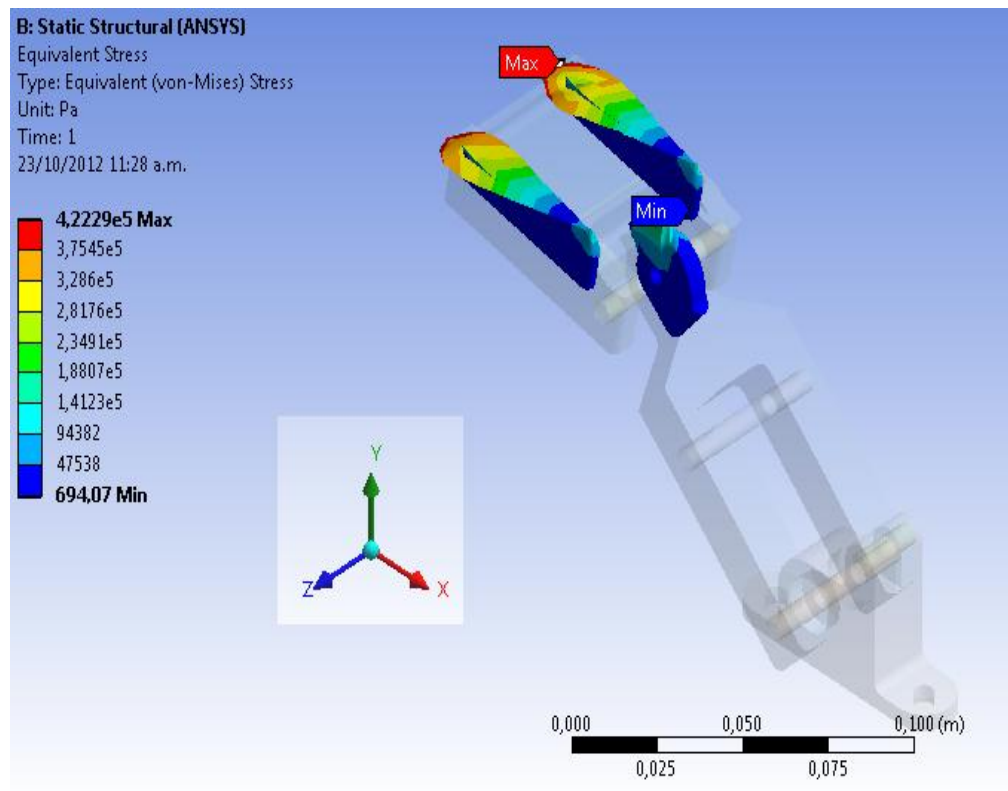 B: Static Structural (ANSYS)
Equivalent Stress
Type: Equivalent (von-Mises) Stress
Unit: Pa
Time: 1
23/10/2012 11:28 a.m.
4,2229e5 Max
3,7545e5
3,286e5
2,8176e5
2,3491e5
1,8807e5
1,4123e5
94382
47538
694,07 Min
Max
Min
Y
Z
X
0,000 0,050 0,100 (m)
0,025 0,075